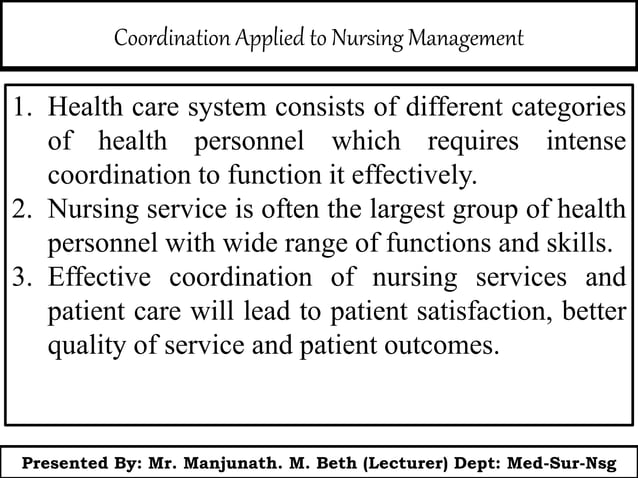 Coordination Applied to Nursing Management
1. Health care system consists of different categories
of health personnel which requires intense
coordination to function it effectively.
2. Nursing service is often the largest group of health
personnel with wide range of functions and skills.
3. Effective coordination of nursing services and
patient care will lead to patient satisfaction, better
quality of service and patient outcomes.
Presented By: Mr. Manjunath. M. Beth (Lecturer) Dept: Med-Sur-Nsg